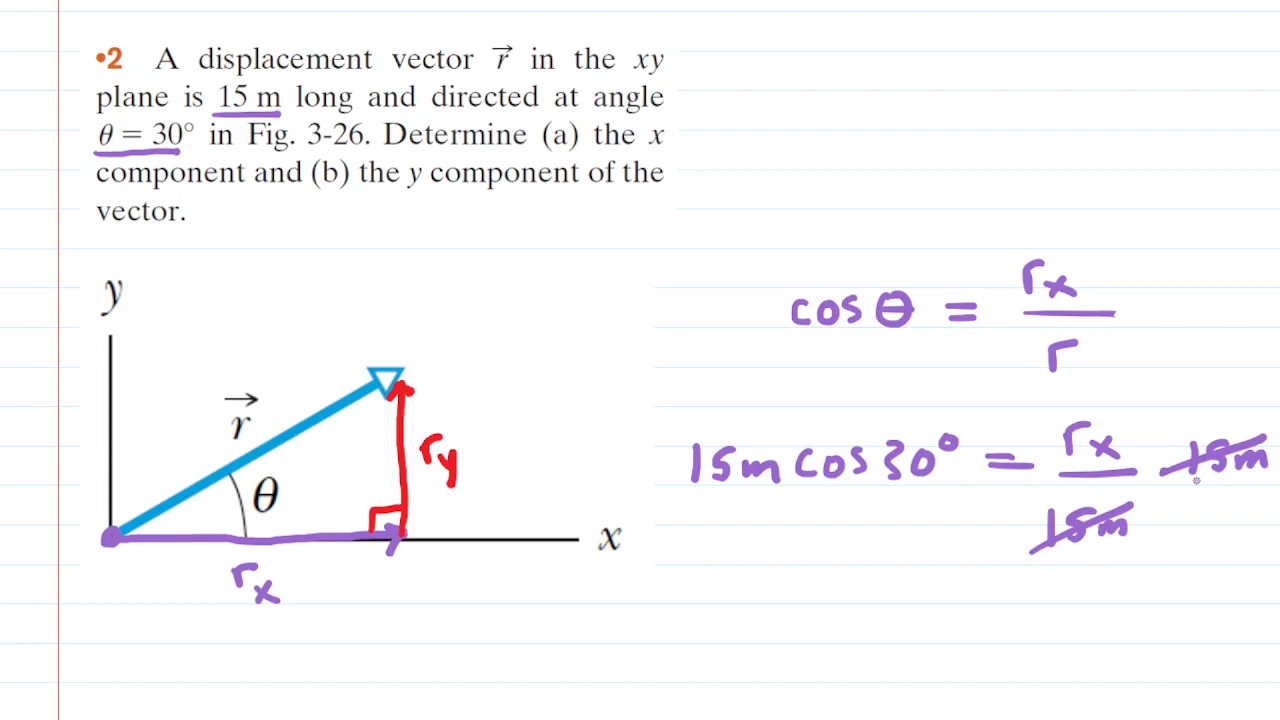 •2 A displacement vector r⃗ in the xy
plane is 15 m long and directed at angle
θ = 30° in Fig. 3-26. Determine (a) the x
component and (b) the y component of the
vector.
y
r⃗
θ
x
ry
rx
cos θ = rx / r
15m cos 30° = rx / 15m 15m